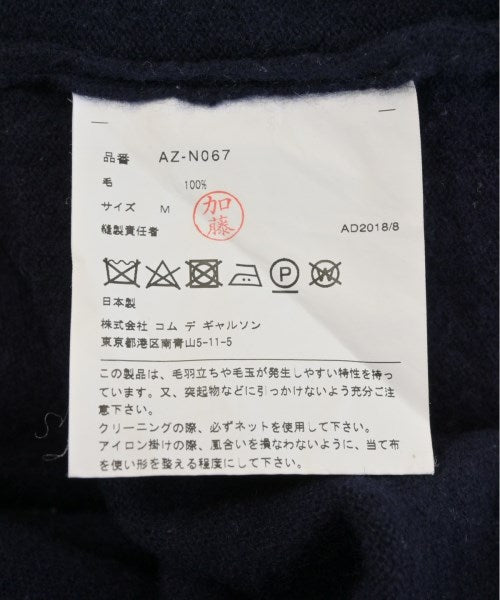 品番 AZ-N067
毛 100%
サイズ M
加藤
縫製責任者 AD2018/8
P W
日本製
株式会社 コム デ ギャルソン
東京都港区南青山5-11-5
この製品は、毛羽立ちや毛玉が発生しやすい特性を持っ
ています。又、突起物などに引っかけないよう充分ご注
意下さい。
クリーニングの際、必ずネットを使用して下さい。
アイロン掛けの際、風合いを損なわないように、当て布
を使い形を整える程度にして下さい。